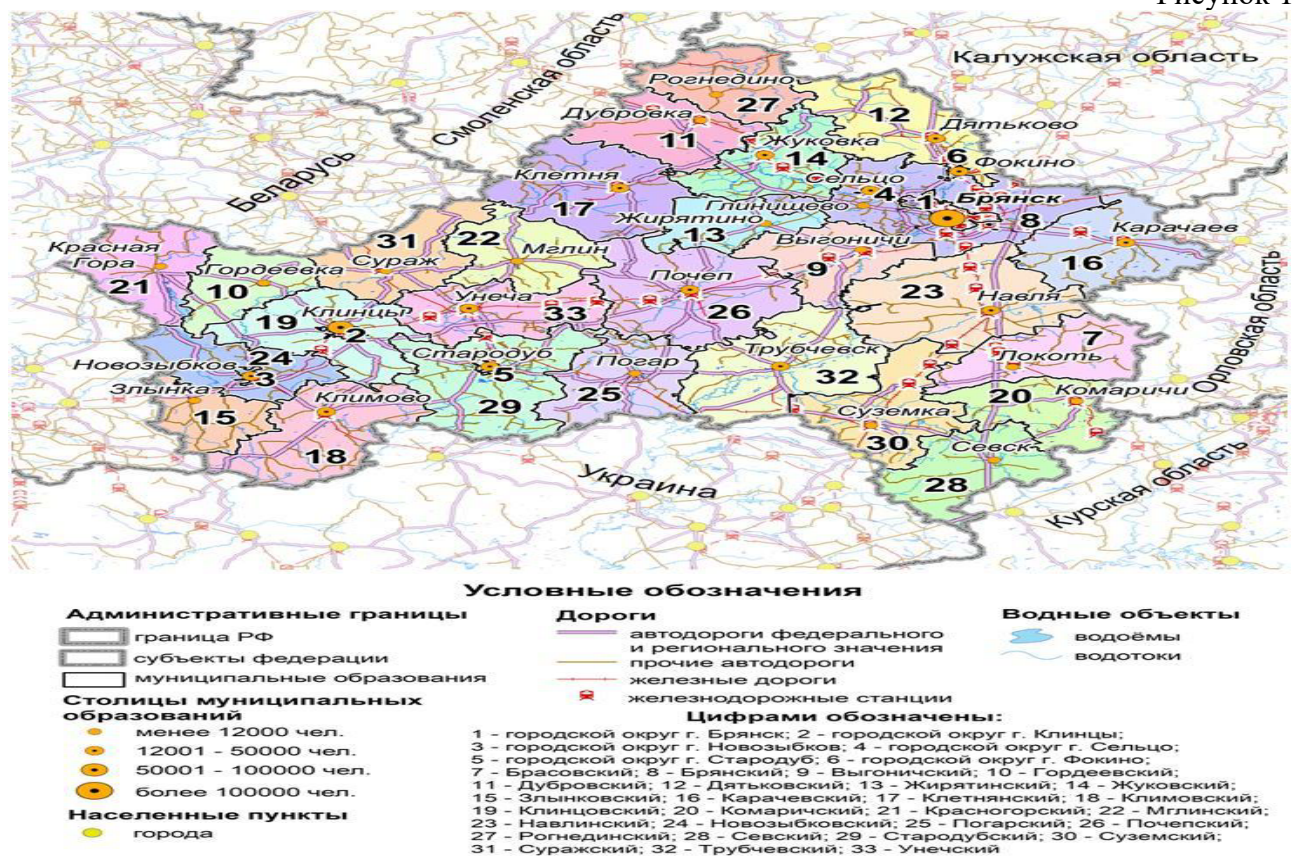 Рисунок 1
Калужская область
Смоленская область
Рогнедино
27
12
Дубровка
Дятьково
11
Жуковка
14
6
Фокино
Беларусь
Клетня
Сельцо
4
1
Брянск
17
Глинищево
8
Жирятино
Карачаев
31
22
13
Выгоничи
Красная
Гора
Мглин
9
16
Гордеевка
Сураж
Почеп
21
10
Унеча
23
Навля
19
Клинцы
33
26
Орловская область
2
7
24
Стародуб
Погар
Трубчевск
Новозыбков
3
5
Локоть
Злынка
32
Климово
25
Комаричи
15
29
20
Суземка
18
30
Севск
Украина
28
Курская область
Условные обозначения
Административные границы
граница РФ
субъекты федерации
муниципальные образования
Столицы муниципальных
образований
менее 12000 чел.
12001 - 50000 чел.
50001 - 100000 чел.
более 100000 чел.
Населенные пункты
города
Дороги
автодороги федерального
и регионального значения
прочие автодороги
железные дороги
железнодорожные станции
Водные объекты
водоёмы
водотоки
Цифрами обозначены:
1 - городской округ г. Брянск; 2 - городской округ г. Клинцы;
3 - городской округ г. Новозыбков; 4 - городской округ г. Сельцо;
5 - городской округ г. Стародуб; 6 - городской округ г. Фокино;
7 - Брасовский; 8 - Брянский; 9 - Выгоничский; 10 - Гордеевский;
11 - Дубровский; 12 - Дятьковский; 13 - Жирятинский; 14 - Жуковский;
15 - Злынковский; 16 - Карачевский; 17 - Клетнянский; 18 - Климовский;
19 - Клинцовский; 20 - Комаричский; 21 - Красногорский; 22 - Мглинский;
23 - Навлинский; 24 - Новозыбковский; 25 - Погарский; 26 - Почепский;
27 - Рогнединский; 28 - Севский; 29 - Стародубский; 30 - Суземский;
31 - Суражский; 32 - Трубчевский; 33 - Унечский